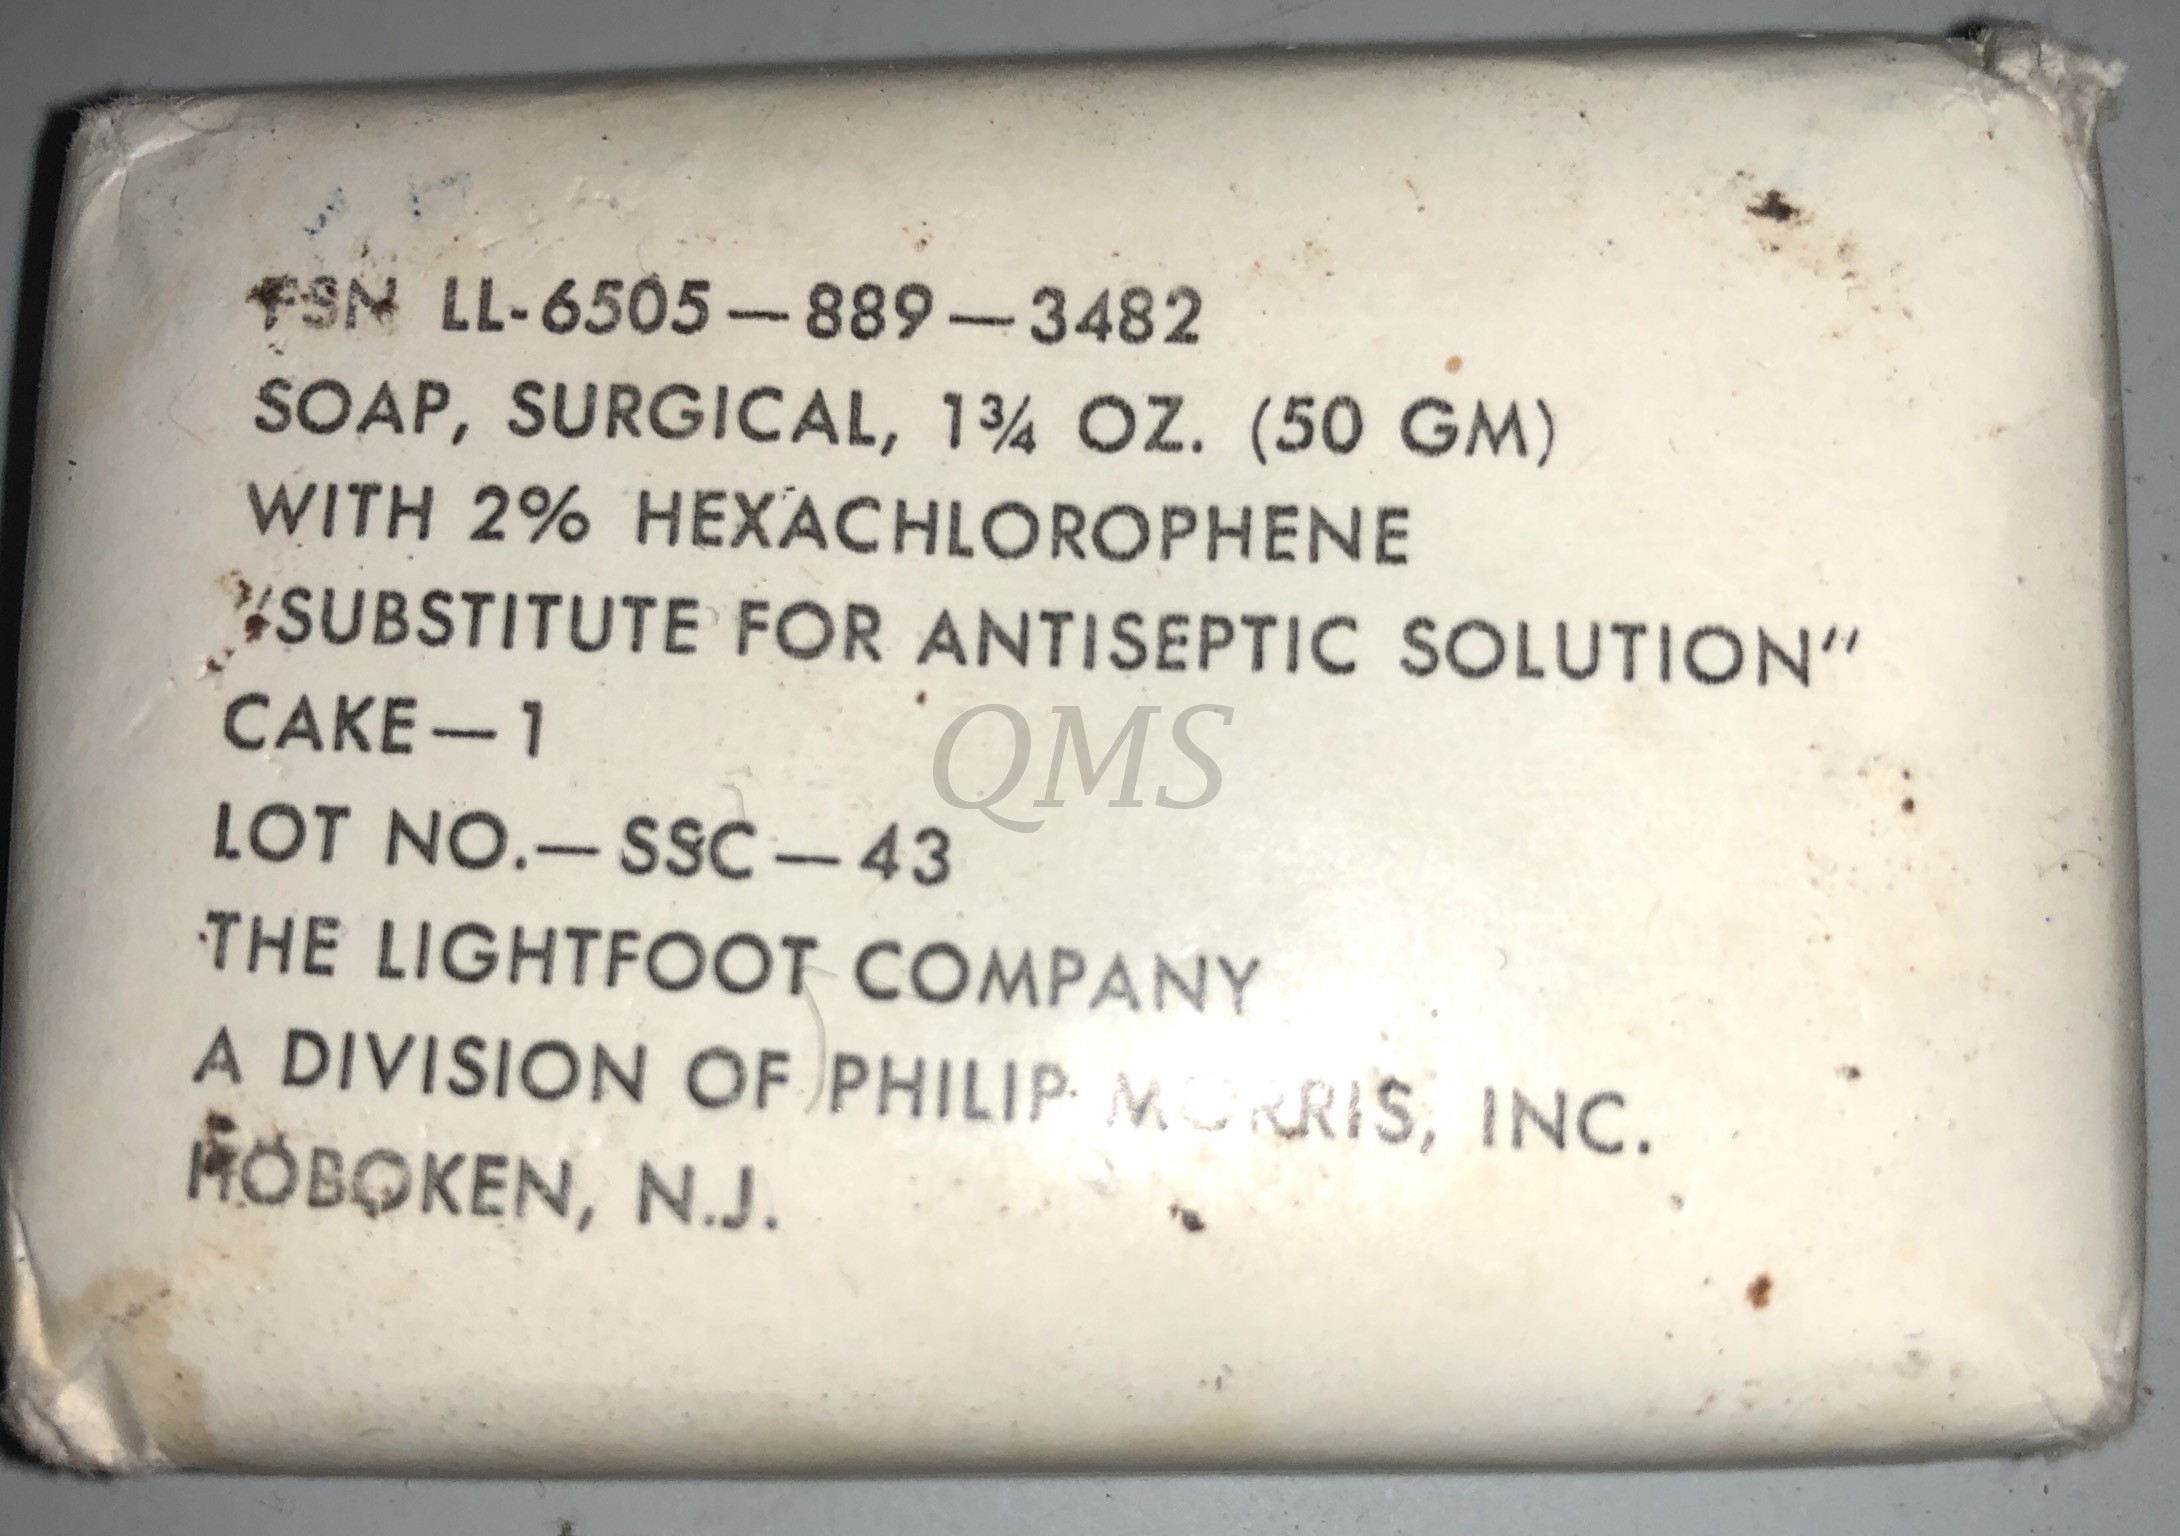 FSN LL-6505—889—3482
SOAP, SURGICAL, 1¾ OZ. (50 GM)
WITH 2% HEXACHLOROPHENE
"SUBSTITUTE FOR ANTISEPTIC SOLUTION"
CAKE—1
QMS
LOT NO.—SSC—43
THE LIGHTFOOT COMPANY
A DIVISION OF PHILIP MORRIS, INC.
HOBOKEN, N.J.